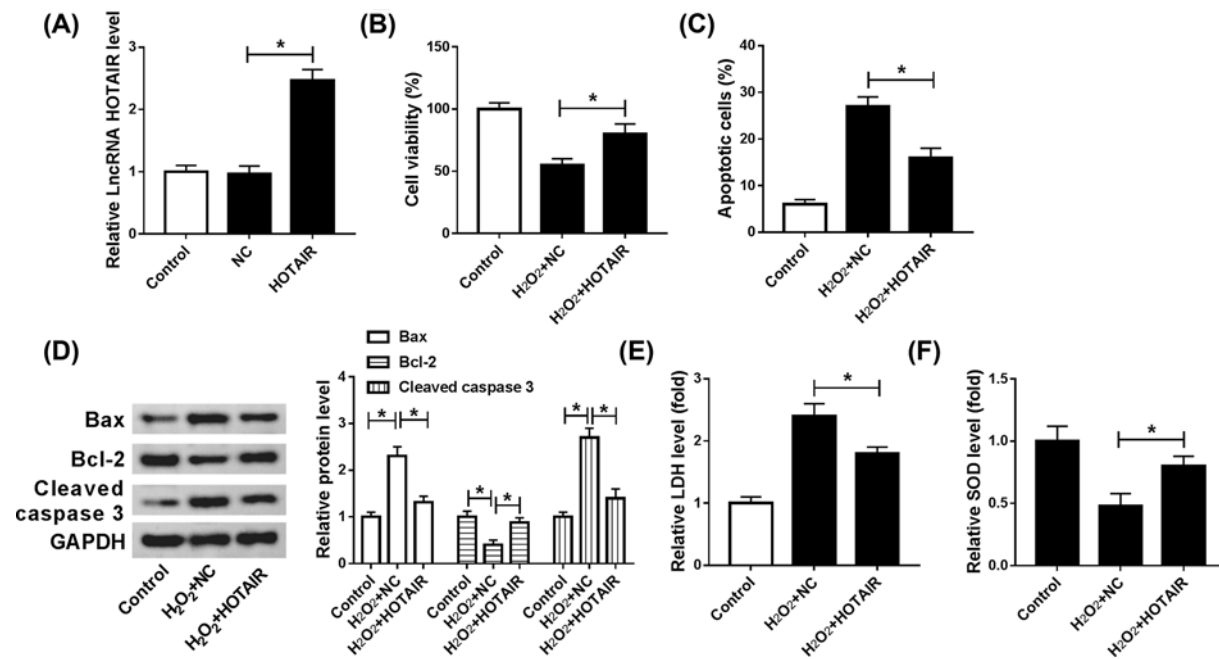 (A)
Relative LncRNA HOTAIR level
3
2
1
0
*
Control
NC
HOTAIR
(B)
Cell viability (%)
150
100
50
0
*
Control
H₂O₂+NC
H₂O₂+HOTAIR
(C)
Apoptotic cells (%)
40
30
20
10
0
*
Control
H₂O₂+NC
H₂O₂+HOTAIR
(D)
Bax
Bcl-2
Cleaved
caspase 3
GAPDH
Control
H₂O₂+NC
H₂O₂+HOTAIR
Bax
Bcl-2
Cleaved caspase 3
Relative protein level
4
3
2
1
0
* *
* *
* *
Control
H₂O₂+NC
H₂O₂+HOTAIR
Control
H₂O₂+NC
H₂O₂+HOTAIR
Control
H₂O₂+NC
H₂O₂+HOTAIR
(E)
Relative LDH level (fold)
3
2
1
0
*
Control
H₂O₂+NC
H₂O₂+HOTAIR
(F)
Relative SOD level (fold)
1.5
1.0
0.5
0.0
*
Control
H₂O₂+NC
H₂O₂+HOTAIR